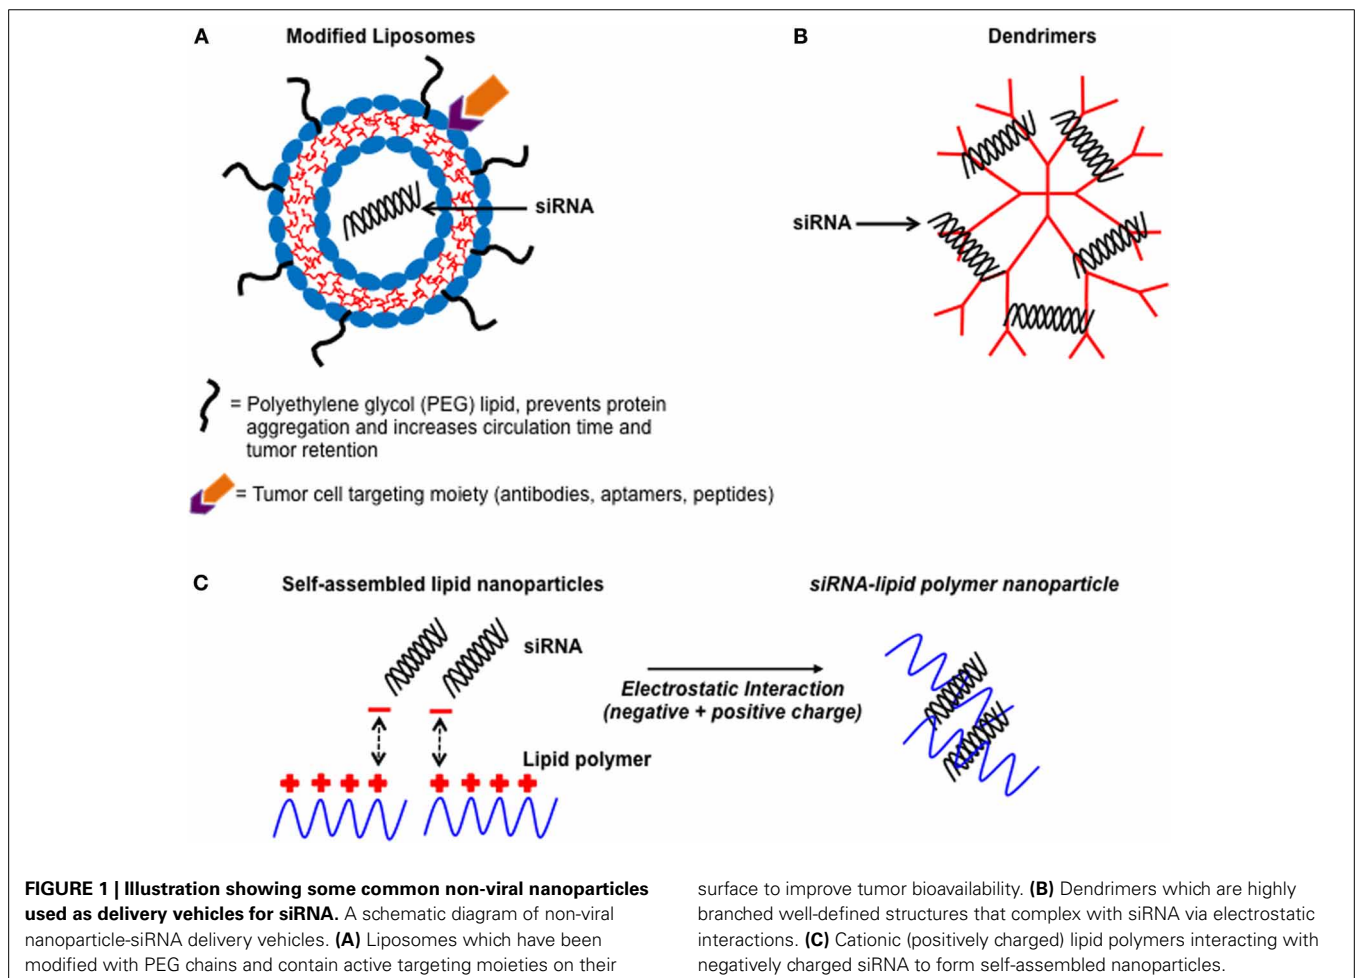 A
Modified Liposomes
siRNA
= Polyethylene glycol (PEG) lipid, prevents protein
aggregation and increases circulation time and
tumor retention
= Tumor cell targeting moiety (antibodies, aptamers, peptides)
B
Dendrimers
siRNA
C
Self-assembled lipid nanoparticles
siRNA
Lipid polymer
Electrostatic Interaction
(negative + positive charge)
siRNA-lipid polymer nanoparticle
FIGURE 1 | Illustration showing some common non-viral nanoparticles
used as delivery vehicles for siRNA. A schematic diagram of non-viral
nanoparticle-siRNA delivery vehicles. (A) Liposomes which have been
modified with PEG chains and contain active targeting moieties on their
surface to improve tumor bioavailability. (B) Dendrimers which are highly
branched well-defined structures that complex with siRNA via electrostatic
interactions. (C) Cationic (positively charged) lipid polymers interacting with
negatively charged siRNA to form self-assembled nanoparticles.